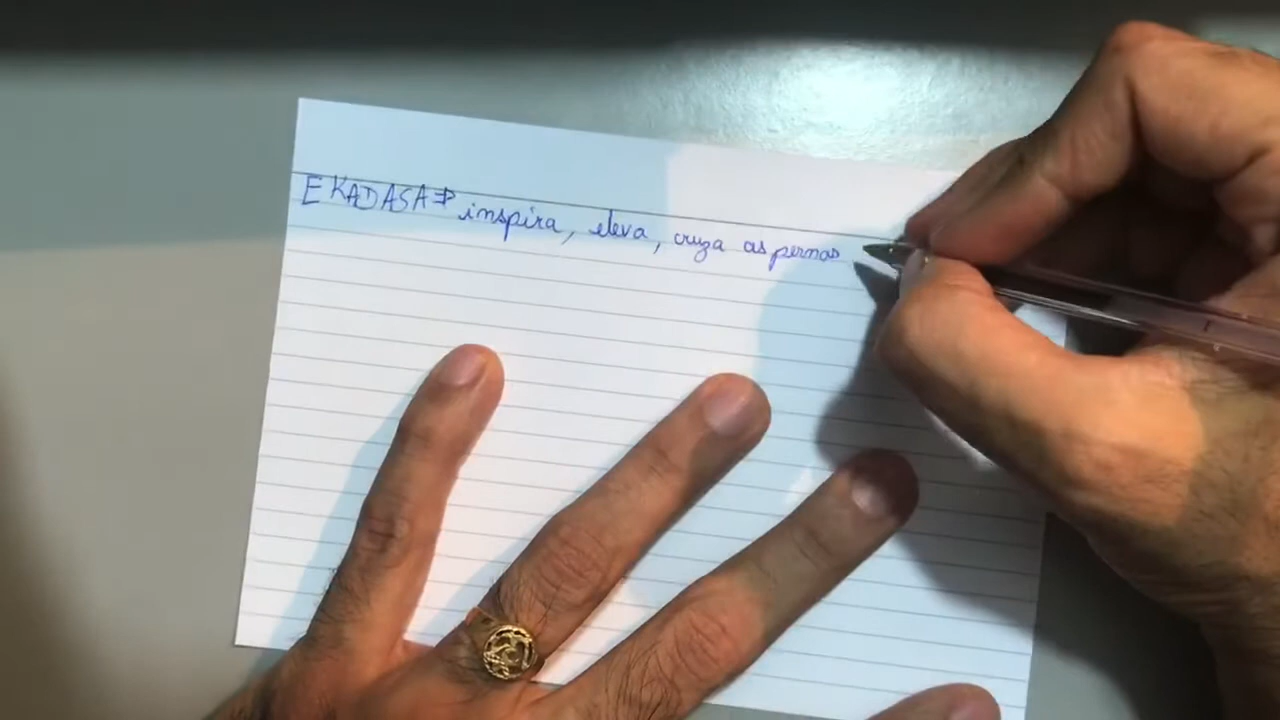 EKADASA ⇒ inspira, eleva, cruza as pernas